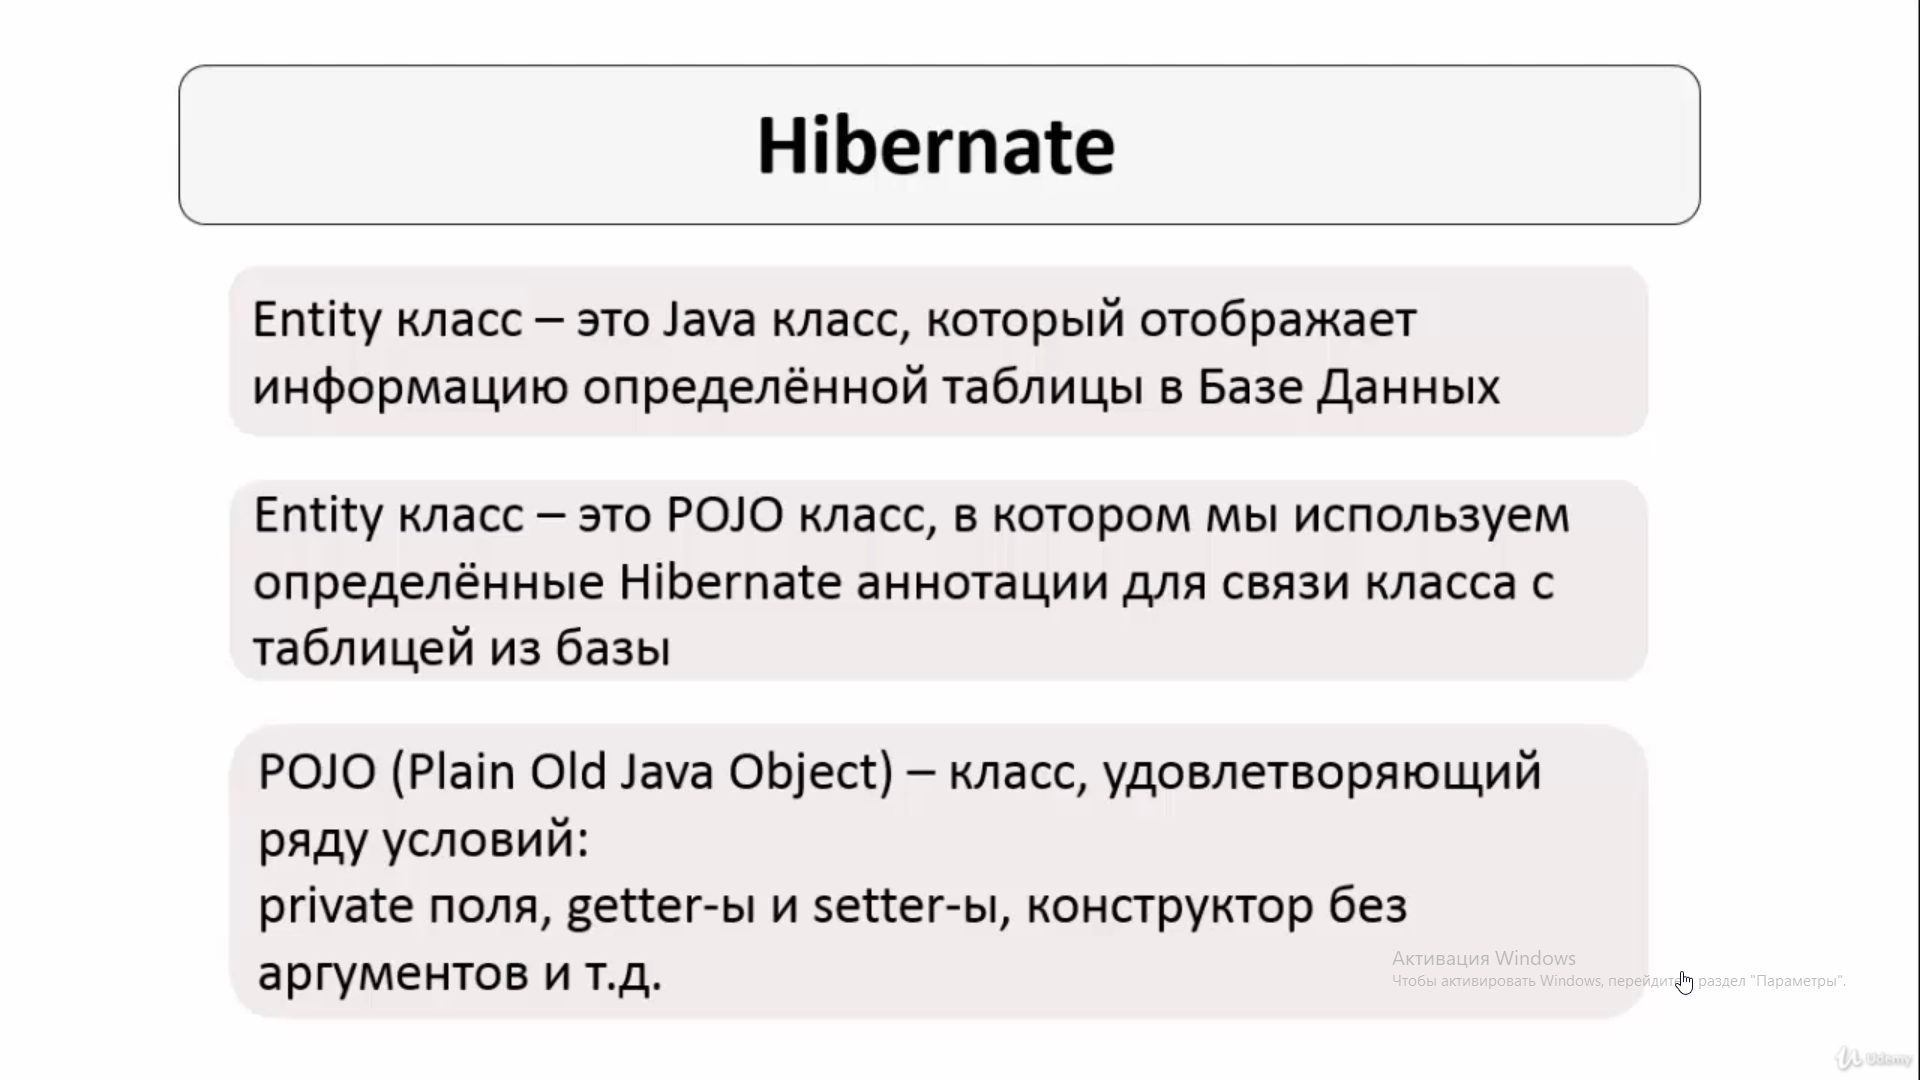 Hibernate
Entity класс – это Java класс, который отображает
информацию определённой таблицы в Базе Данных
Entity класс – это POJO класс, в котором мы используем
определённые Hibernate аннотации для связи класса с
таблицей из базы
POJO (Plain Old Java Object) – класс, удовлетворяющий
ряду условий:
private поля, getter-ы и setter-ы, конструктор без
аргументов и т.д.
Активация Windows
Чтобы активировать Windows, перейдите раздел "Параметры".
Udemy